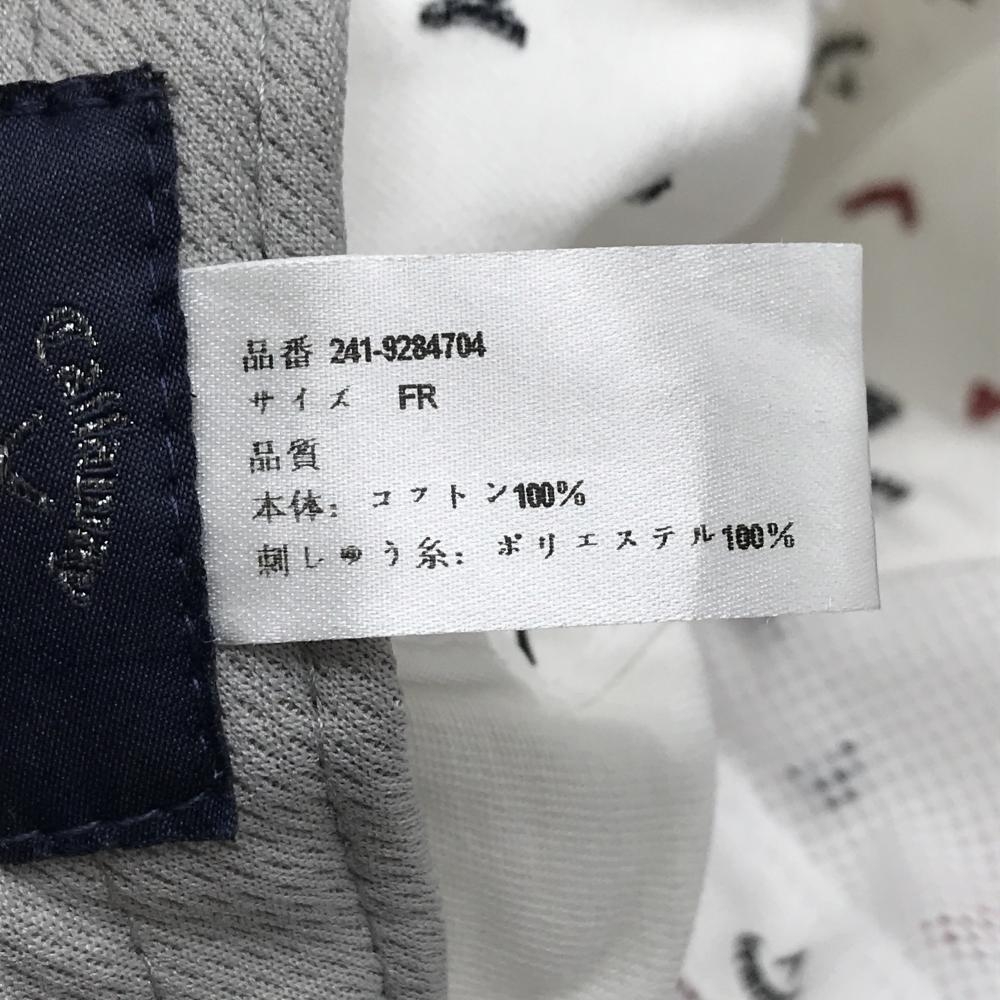 Callaway
品番 241-9284704
サイズ FR
品質
本体: コットン100%
刺しゅう糸: ポリエステル100%